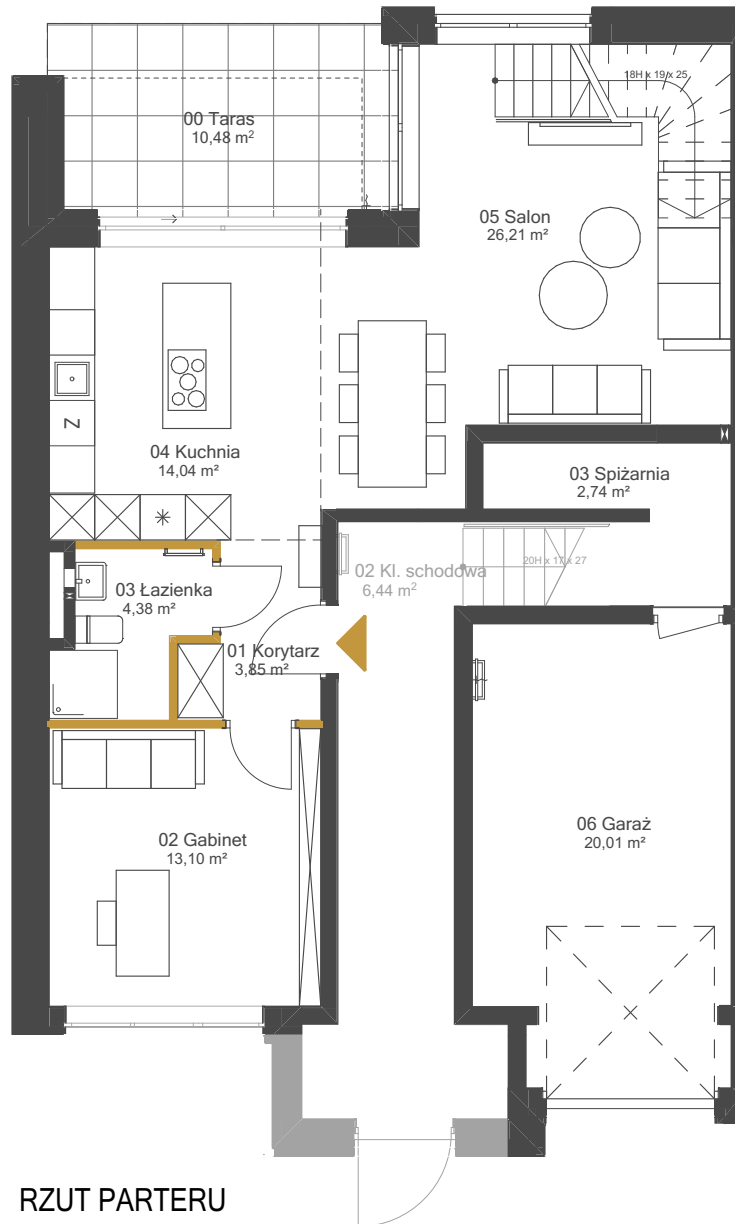 18H x 19 x 25
00 Taras
10,48 m²
05 Salon
26,21 m²
Z
04 Kuchnia
14,04 m²
03 Spiżarnia
2,74 m²
20H x 17 x 27
02 Kl. schodowa
6,44 m²
03 Łazienka
4,38 m²
01 Korytarz
3,85 m²
02 Gabinet
13,10 m²
06 Garaż
20,01 m²
RZUT PARTERU